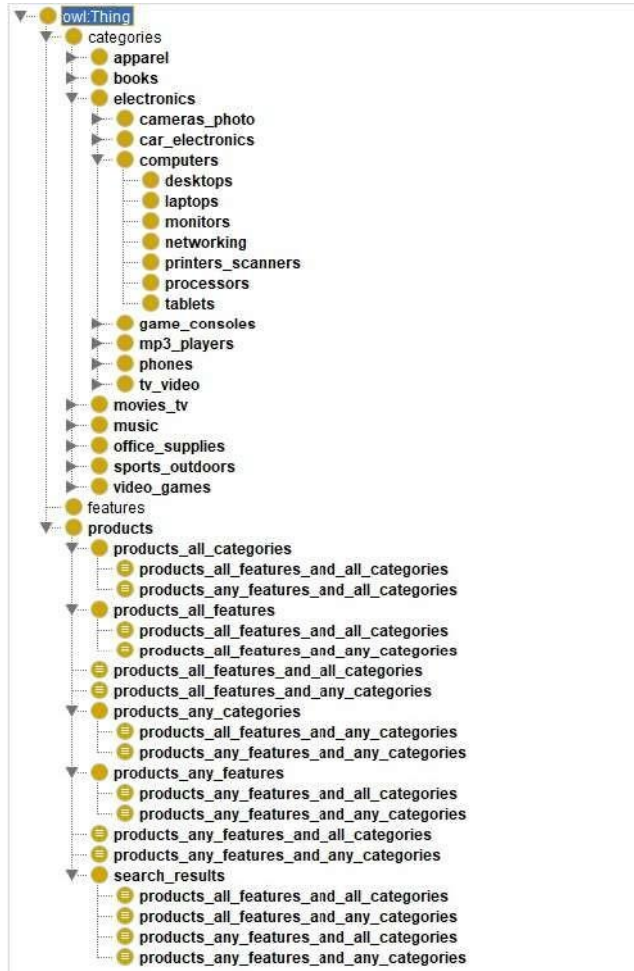 owl:Thing
categories
apparel
books
electronics
cameras_photo
car_electronics
computers
desktops
laptops
monitors
networking
printers_scanners
processors
tablets
game_consoles
mp3_players
phones
tv_video
movies_tv
music
office_supplies
sports_outdoors
video_games
features
products
products_all_categories
products_all_features_and_all_categories
products_any_features_and_all_categories
products_all_features
products_all_features_and_all_categories
products_all_features_and_any_categories
products_all_features_and_all_categories
products_all_features_and_any_categories
products_any_categories
products_all_features_and_any_categories
products_any_features_and_any_categories
products_any_features
products_any_features_and_all_categories
products_any_features_and_any_categories
products_any_features_and_all_categories
products_any_features_and_any_categories
search_results
products_all_features_and_all_categories
products_all_features_and_any_categories
products_any_features_and_all_categories
products_any_features_and_any_categories